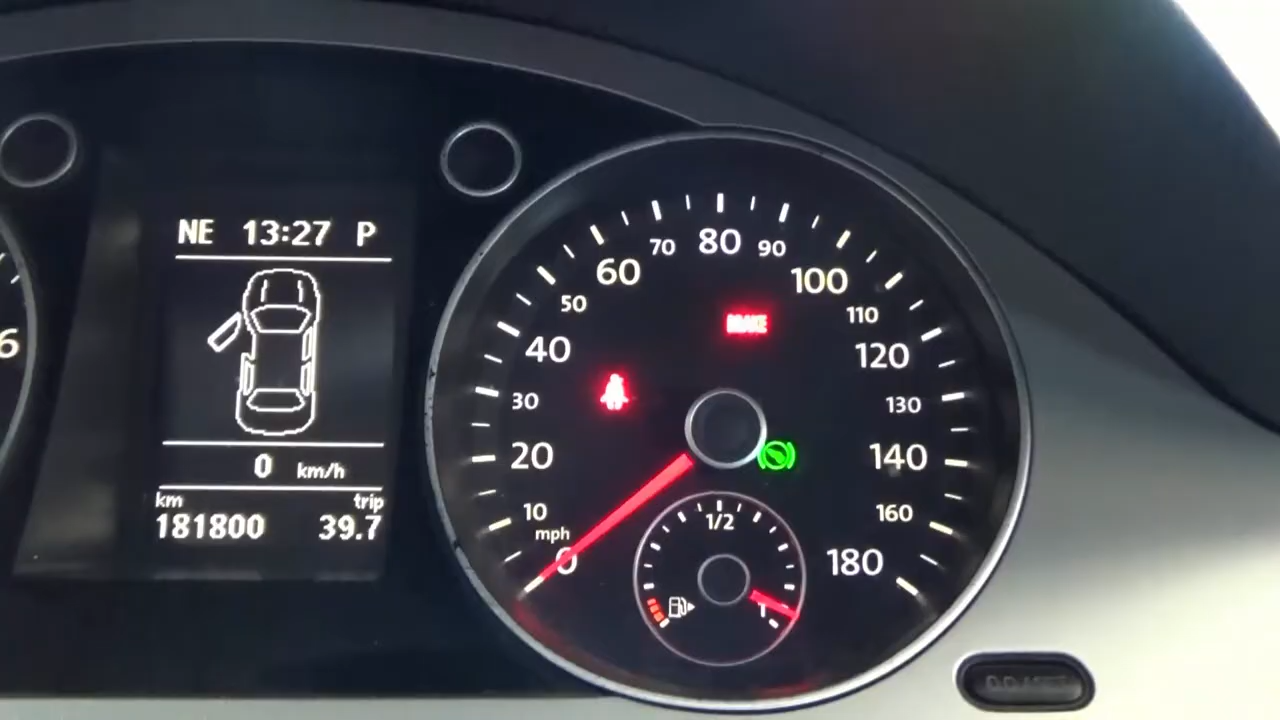 NE 13:27 P
0 km/h
km trip
181800 39.7
6
80
70 90
60 100
50 110
BRAKE
40 120
30 130
20 140
10 160
mph
0 180
1/2
1